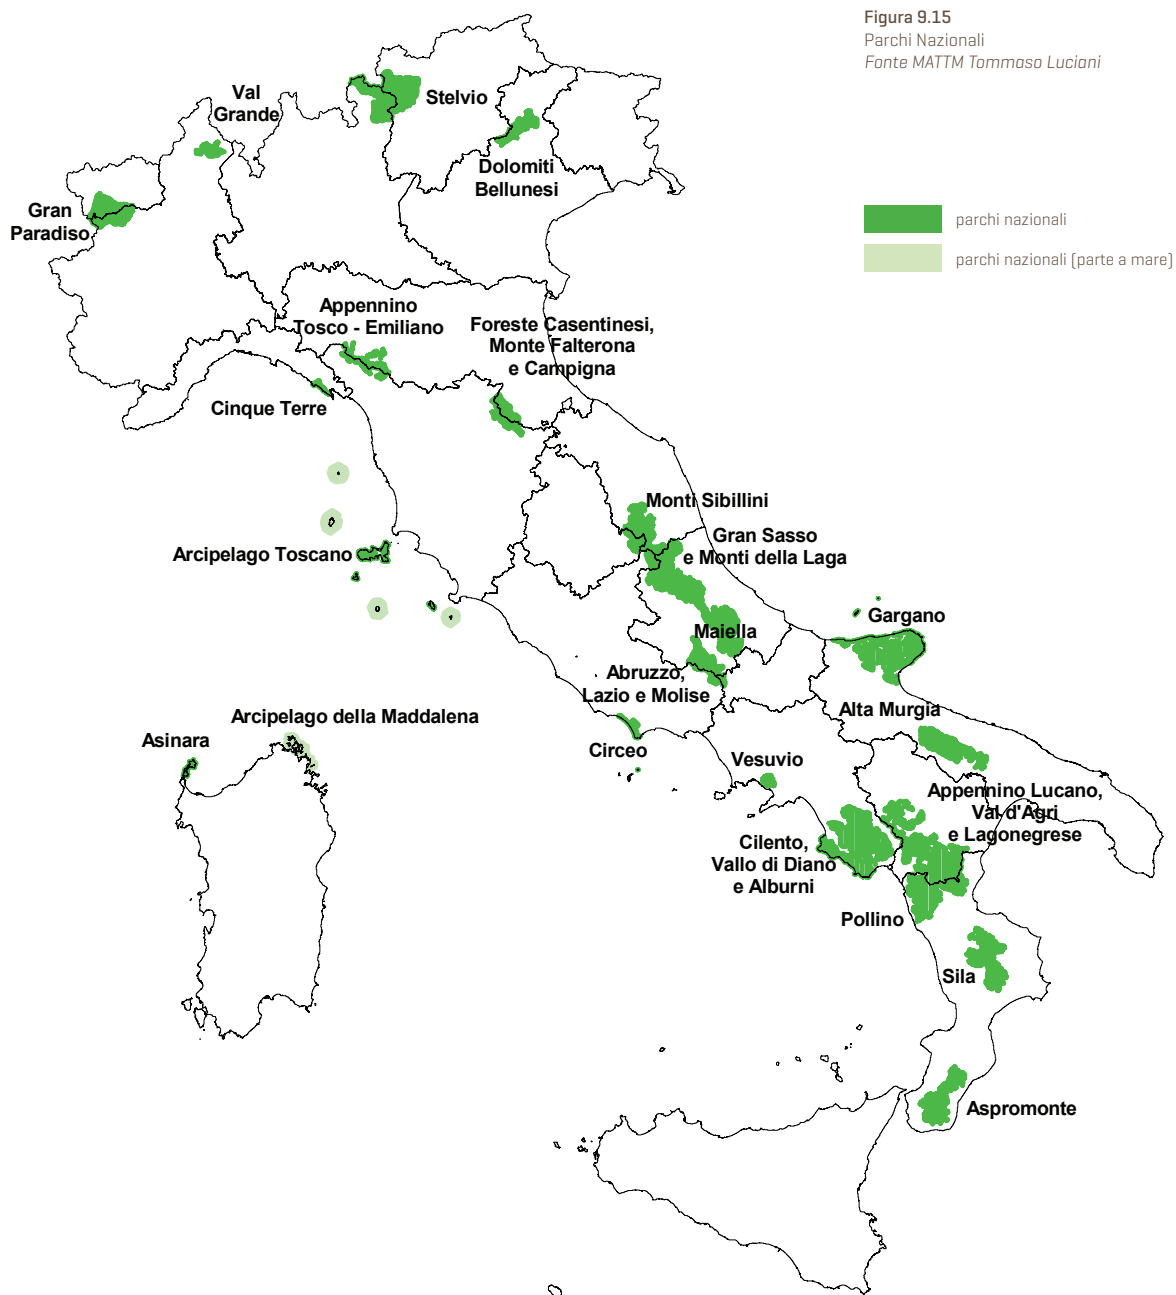 Figura 9.15
Parchi Nazionali
Fonte MATTM Tommaso Luciani
parchi nazionali
parchi nazionali (parte a mare)
Val
Grande
Stelvio
Dolomiti
Bellunesi
Gran
Paradiso
Appennino
Tosco - Emiliano
Foreste Casentinesi,
Monte Falterona
e Campigna
Cinque Terre
Monti Sibillini
Gran Sasso
e Monti della Laga
Arcipelago Toscano
Gargano
Maiella
Abruzzo,
Lazio e Molise
Alta Murgia
Arcipelago della Maddalena
Asinara
Circeo
Vesuvio
Appennino Lucano,
Val d'Agri
e Lagonegrese
Cilento,
Vallo di Diano
e Alburni
Pollino
Sila
Aspromonte